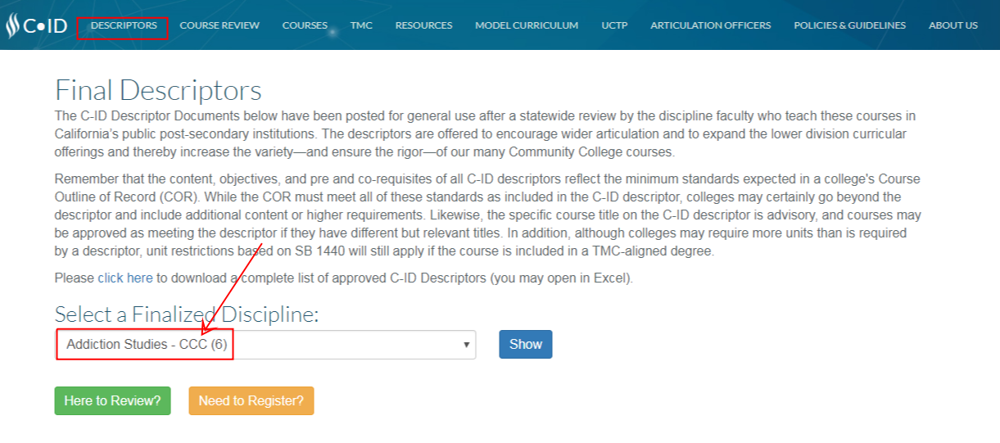 C•ID DESCRIPTORS COURSE REVIEW COURSES TMC RESOURCES MODEL CURRICULUM UCTP ARTICULATION OFFICERS POLICIES & GUIDELINES ABOUT US
Final Descriptors
The C-ID Descriptor Documents below have been posted for general use after a statewide review by the discipline faculty who teach these courses in
California's public post-secondary institutions. The descriptors are offered to encourage wider articulation and to expand the lower division curricular
offerings and thereby increase the variety—and ensure the rigor—of our many Community College courses.
Remember that the content, objectives, and pre and co-requisites of all C-ID descriptors reflect the minimum standards expected in a college's Course
Outline of Record (COR). While the COR must meet all of these standards as included in the C-ID descriptor, colleges may certainly go beyond the
descriptor and include additional content or higher requirements. Likewise, the specific course title on the C-ID descriptor is advisory, and courses may
be approved as meeting the descriptor if they have different but relevant titles. In addition, although colleges may require more units than is required
by a descriptor, unit restrictions based on SB 1440 will still apply if the course is included in a TMC-aligned degree.
Please click here to download a complete list of approved C-ID Descriptors (you may open in Excel).
Select a Finalized Discipline:
Addiction Studies - CCC (6) Show
Here to Review? Need to Register?